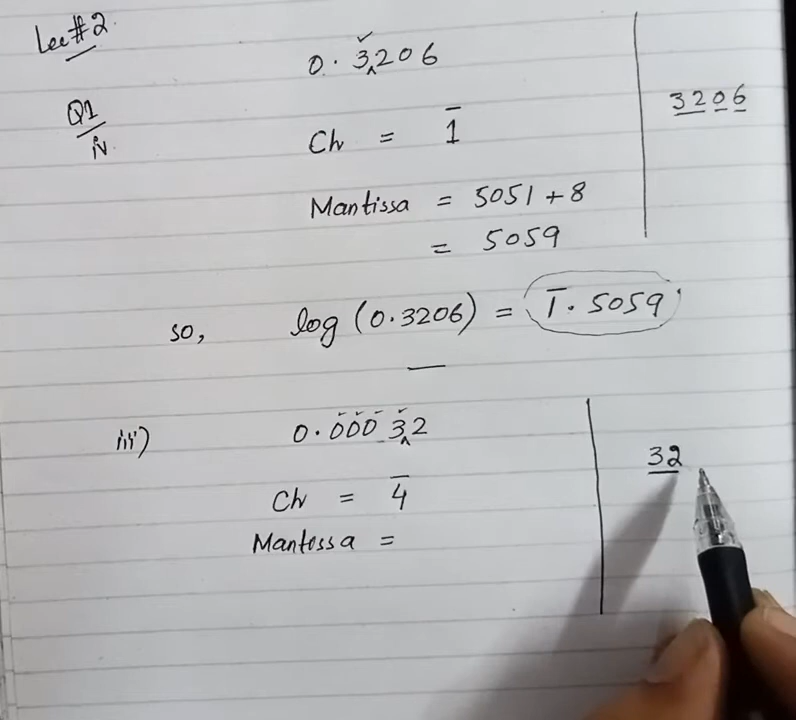 Lec#2
0.3206
Q1
iv.
3206
Ch = 1̅
Mantissa = 5051 + 8
= 5059
so, log (0.3206) = 1̅.5059
iii) 0.00032
32
Ch = 4̅
Mantossa =